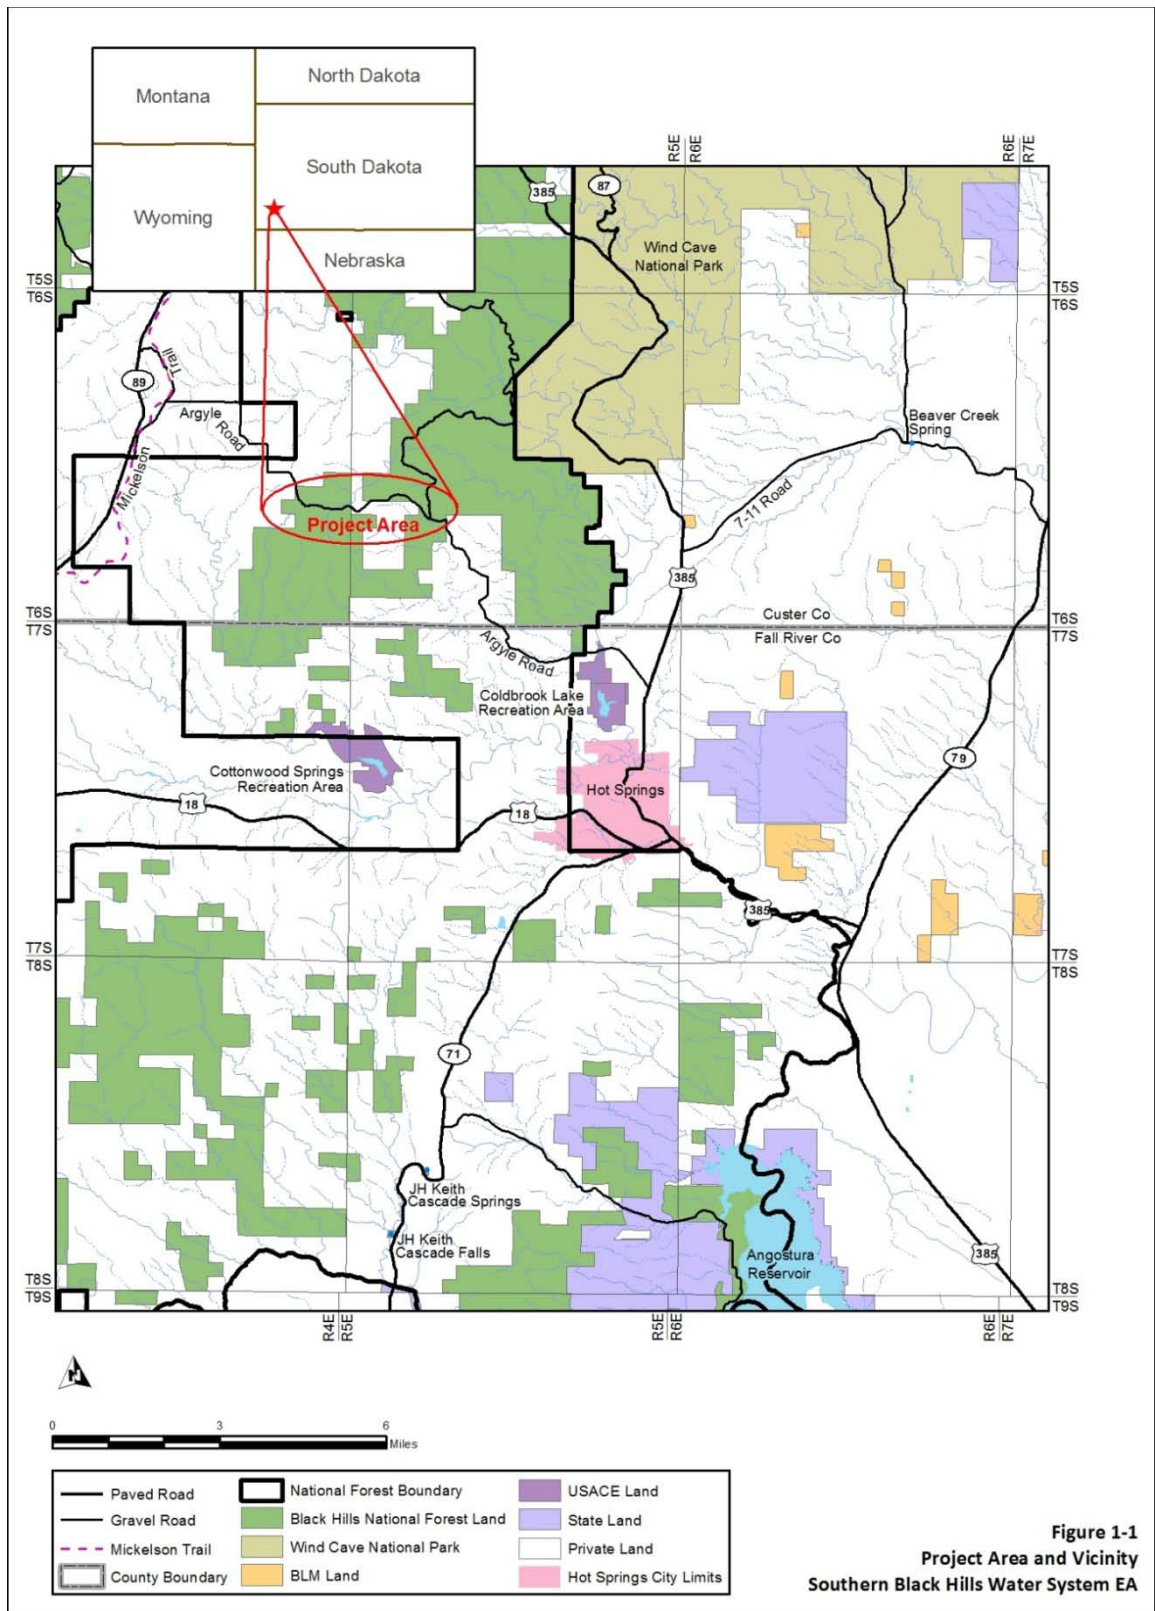 Montana
North Dakota
South Dakota
Wyoming
Nebraska
R5E
R6E
R6E
R7E
385
87
Wind Cave
National Park
T5S
T6S
T5S
T6S
89
Trail
Argyle
Road
Mickelson
Beaver Creek
Spring
7-11 Road
Project Area
385
Custer Co
Fall River Co
T6S
T7S
T6S
T7S
Argyle Road
Coldbrook Lake
Recreation Area
79
Cottonwood Springs
Recreation Area
Hot Springs
18
18
385
T7S
T8S
T7S
T8S
71
JH Keith
Cascade Springs
JH Keith
Cascade Falls
Angostura
Reservoir
385
T8S
T9S
T8S
T9S
R4E
R5E
R5E
R6E
R6E
R7E
N
0 3 6
Miles
Paved Road
Gravel Road
Mickelson Trail
County Boundary
National Forest Boundary
Black Hills National Forest Land
Wind Cave National Park
BLM Land
USACE Land
State Land
Private Land
Hot Springs City Limits
Figure 1-1
Project Area and Vicinity
Southern Black Hills Water System EA